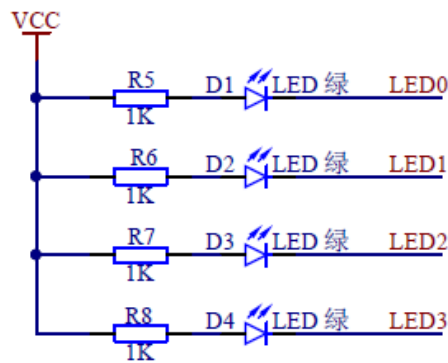 VCC
R5 D1 LED 绿 LED0
1K
R6 D2 LED 绿 LED1
1K
R7 D3 LED 绿 LED2
1K
R8 D4 LED 绿 LED3
1K